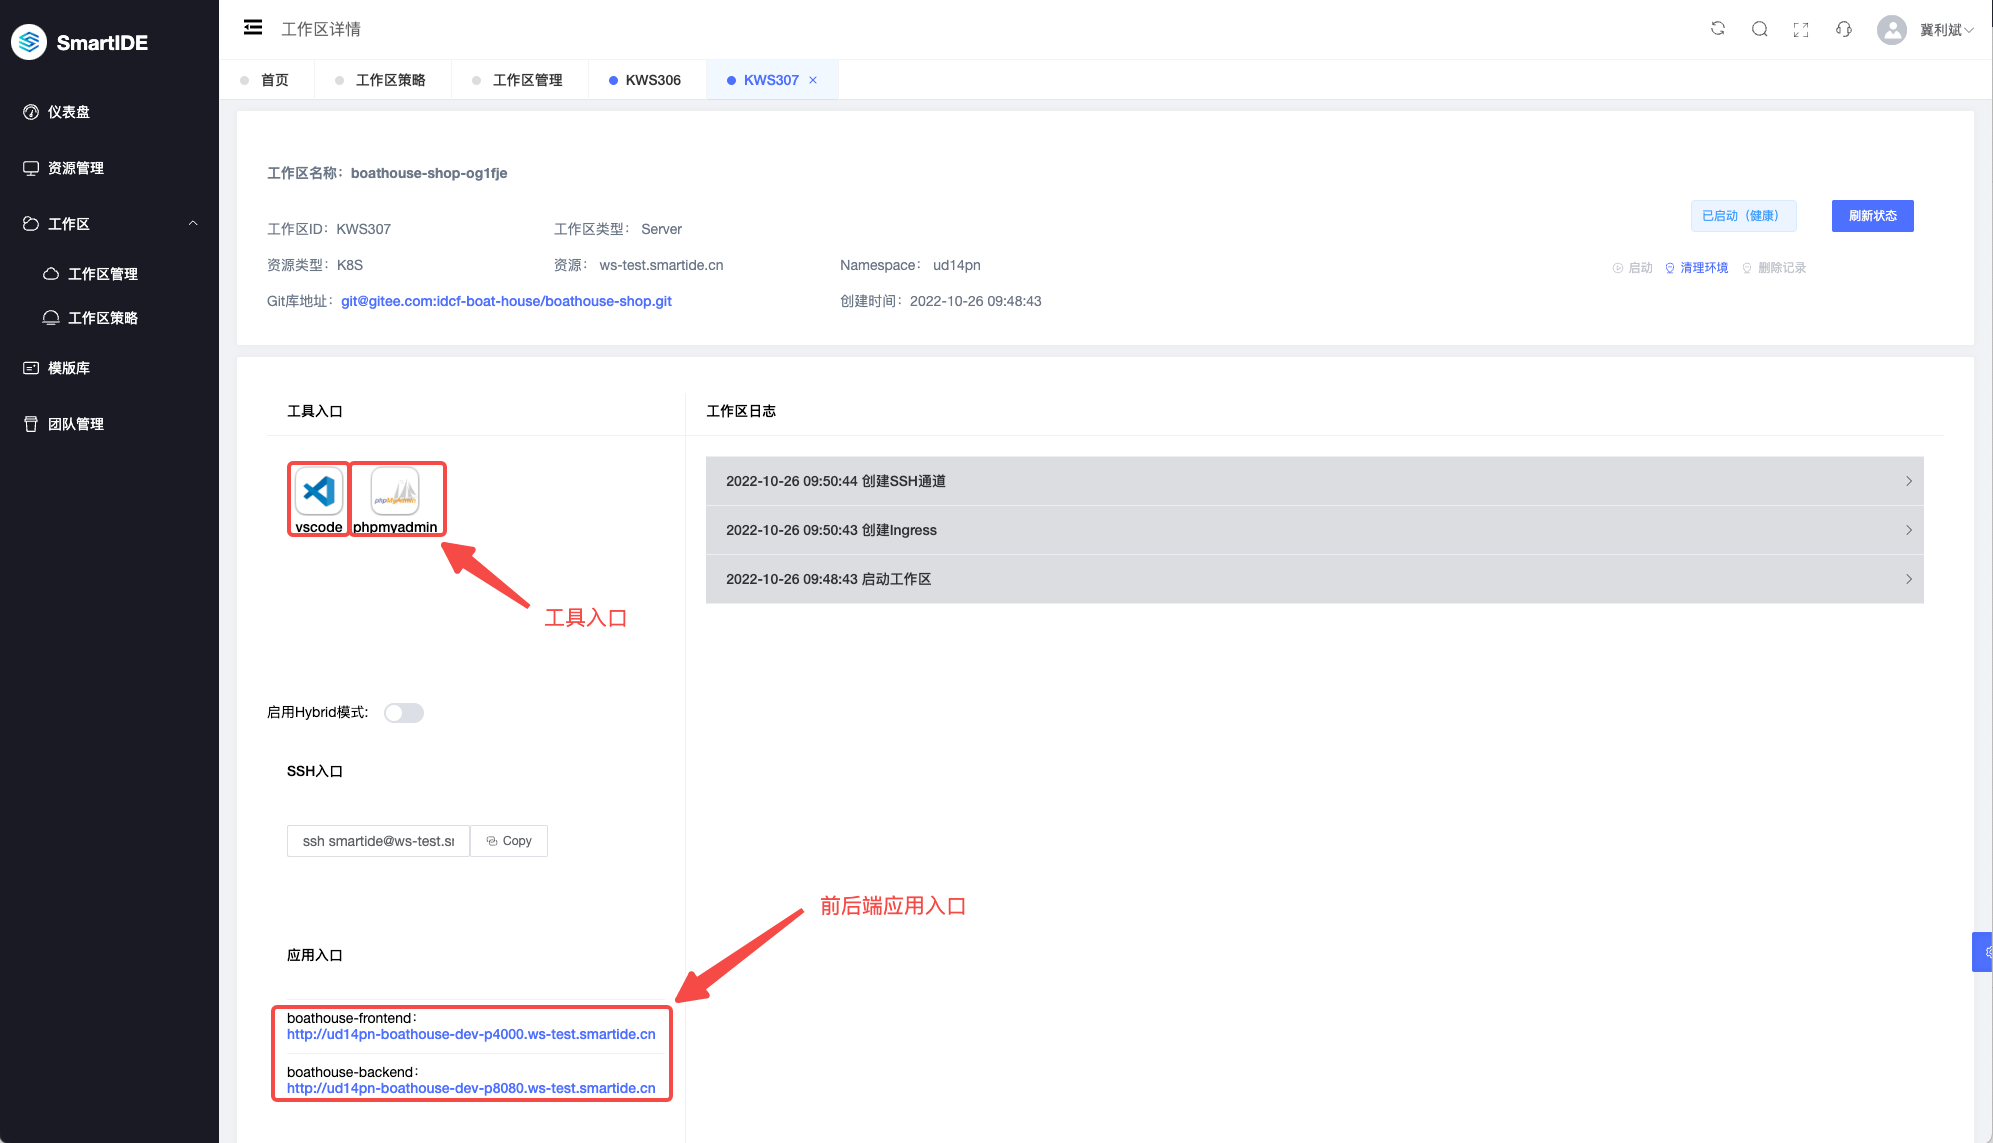 SmartIDE
仪表盘
资源管理
工作区
工作区管理
工作区策略
模版库
团队管理
工作区详情
冀利斌
首页
工作区策略
工作区管理
KWS306
KWS307 ×
工作区名称： boathouse-shop-og1fje
工作区ID： KWS307
工作区类型： Server
已启动（健康）
刷新状态
资源类型： K8S
资源： ws-test.smartide.cn
Namespace： ud14pn
启动
清理环境
删除记录
Git库地址： git@gitee.com:idcf-boat-house/boathouse-shop.git
创建时间： 2022-10-26 09:48:43
工具入口
工作区日志
phpMyAdmin
vscode
phpmyadmin
工具入口
2022-10-26 09:50:44 创建SSH通道
2022-10-26 09:50:43 创建Ingress
2022-10-26 09:48:43 启动工作区
启用Hybrid模式:
SSH入口
ssh smartide@ws-test.sı
Copy
前后端应用入口
应用入口
boathouse-frontend：
http://ud14pn-boathouse-dev-p4000.ws-test.smartide.cn
boathouse-backend：
http://ud14pn-boathouse-dev-p8080.ws-test.smartide.cn